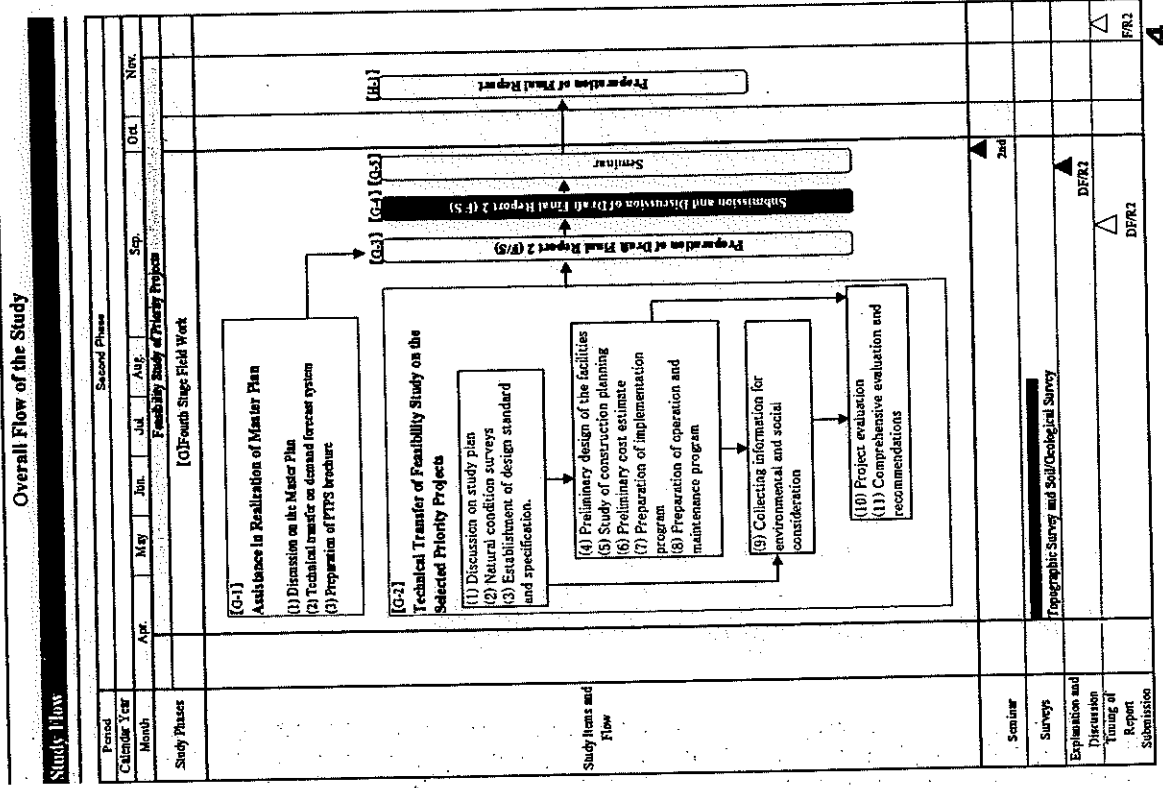 Overall Flow of the Study
Study Flow
Period
Second Phase
Calendar Year
Month
Apr.
May
Jun.
Jul.
Aug.
Sep.
Oct.
Nov.
Study Phases
Feasibility Study of Priority Projects
[G]Fourth Stage Field Work
Study Items and
Flow
[G-1]
Assistance in Realization of Master Plan
(1) Discussion on the Master Plan
(2) Technical transfer on demand forecast system
(3) Preparation of PTPS brochure
[G-2]
Technical Transfer of Feasibility Study on the
Selected Priority Projects
(1) Discussion on study plan
(2) Natural condition surveys
(3) Establishment of design standard
and specification.
(4) Preliminary design of the facilities
(5) Study of construction planning
(6) Preliminary cost estimate
(7) Preparation of implementation
program
(8) Preparation of operation and
maintenance program
(9) Collecting information for
environmental and social
consideration
(10) Project evaluation
(11) Comprehensive evaluation and
recommendations
[G-3]
Preparation of Draft Final Report 2 (F/S)
[G-4]
Submission and Discussion of Draft Final Report 2 (F/S)
[G-5]
Seminar
[H-1]
Preparation of Final Report
Seminar
2nd
Surveys
Topographic Survey and Soil/Geological Survey
Explanation and
Discussion
DF/R2
Timing of
Report
Submission
DF/R2
F/R2
4